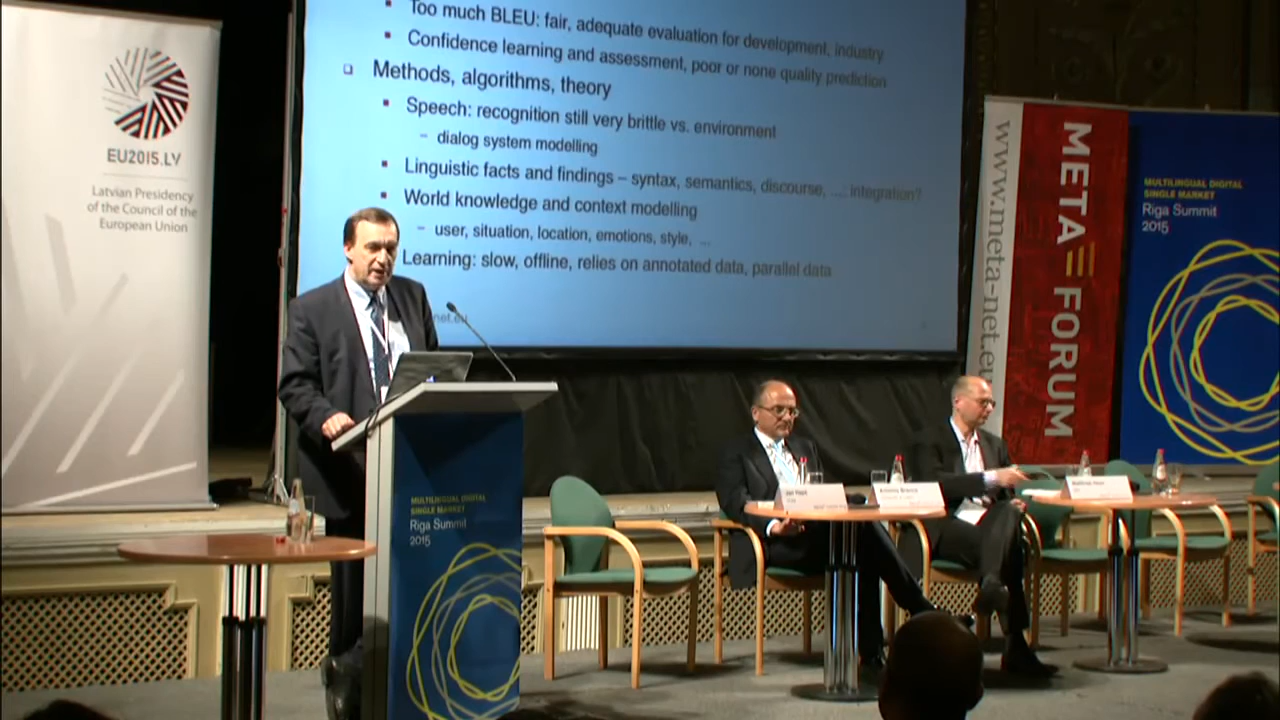 Too much BLEU: fair, adequate evaluation for development, industry
Confidence learning and assessment, poor or none quality prediction
Methods, algorithms, theory
Speech: recognition still very brittle vs. environment
– dialog system modelling
Linguistic facts and findings – syntax, semantics, discourse, ...: integration?
World knowledge and context modelling
– user, situation, location, emotions, style, ...
Learning: slow, offline, relies on annotated data, parallel data
net.eu
EU2015.LV
Latvian Presidency
of the Council of the
European Union
www.meta-net.eu
META FORUM
MULTILINGUAL DIGITAL
SINGLE MARKET
Riga Summit
2015
MULTILINGUAL DIGITAL
SINGLE MARKET
Riga Summit
2015